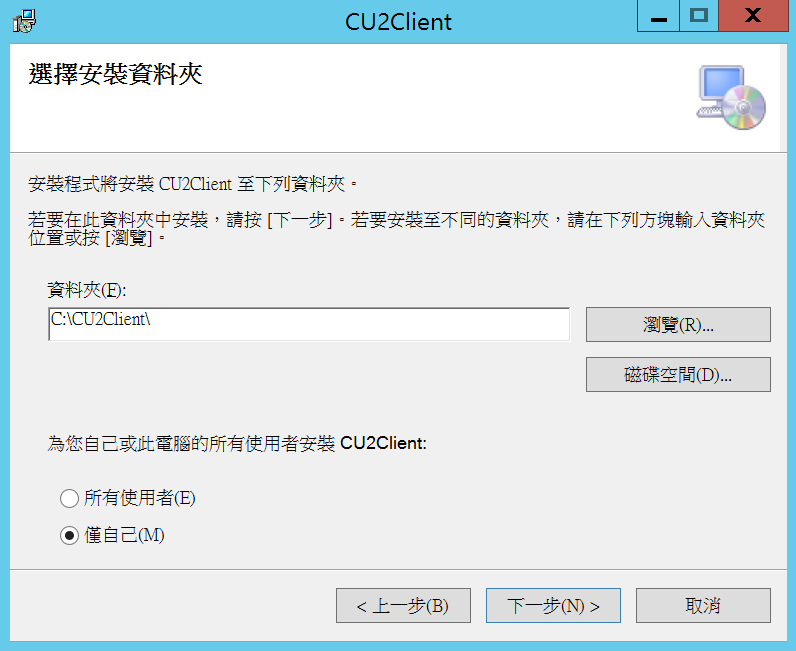 CU2Client
選擇安裝資料夾
安裝程式將安裝 CU2Client 至下列資料夾。
若要在此資料夾中安裝，請按 [下一步]。若要安裝至不同的資料夾，請在下列方塊輸入資料夾
位置或按 [瀏覽]。
資料夾(F):
C:\CU2Client\
瀏覽(R)...
磁碟空間(D)...
為您自己或此電腦的所有使用者安裝 CU2Client:
所有使用者(E)
僅自己(M)
< 上一步(B)
下一步(N) >
取消